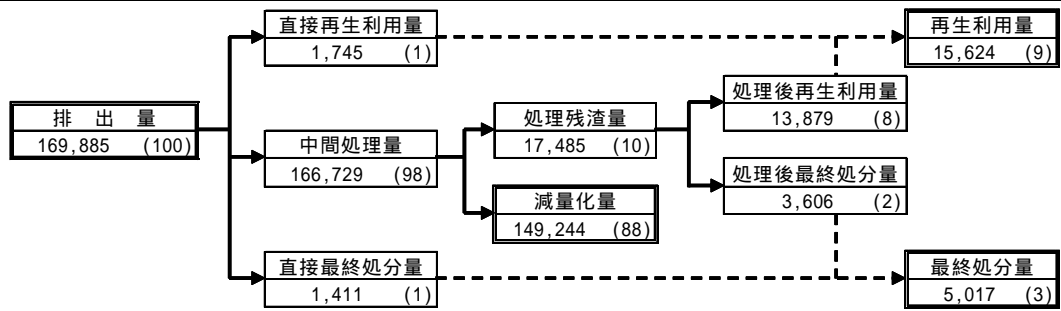 直接再生利用量
1,745 (1)
再生利用量
15,624 (9)
排 出 量
169,885 (100)
中間処理量
166,729 (98)
処理残渣量
17,485 (10)
処理後再生利用量
13,879 (8)
処理後最終処分量
3,606 (2)
減量化量
149,244 (88)
直接最終処分量
1,411 (1)
最終処分量
5,017 (3)